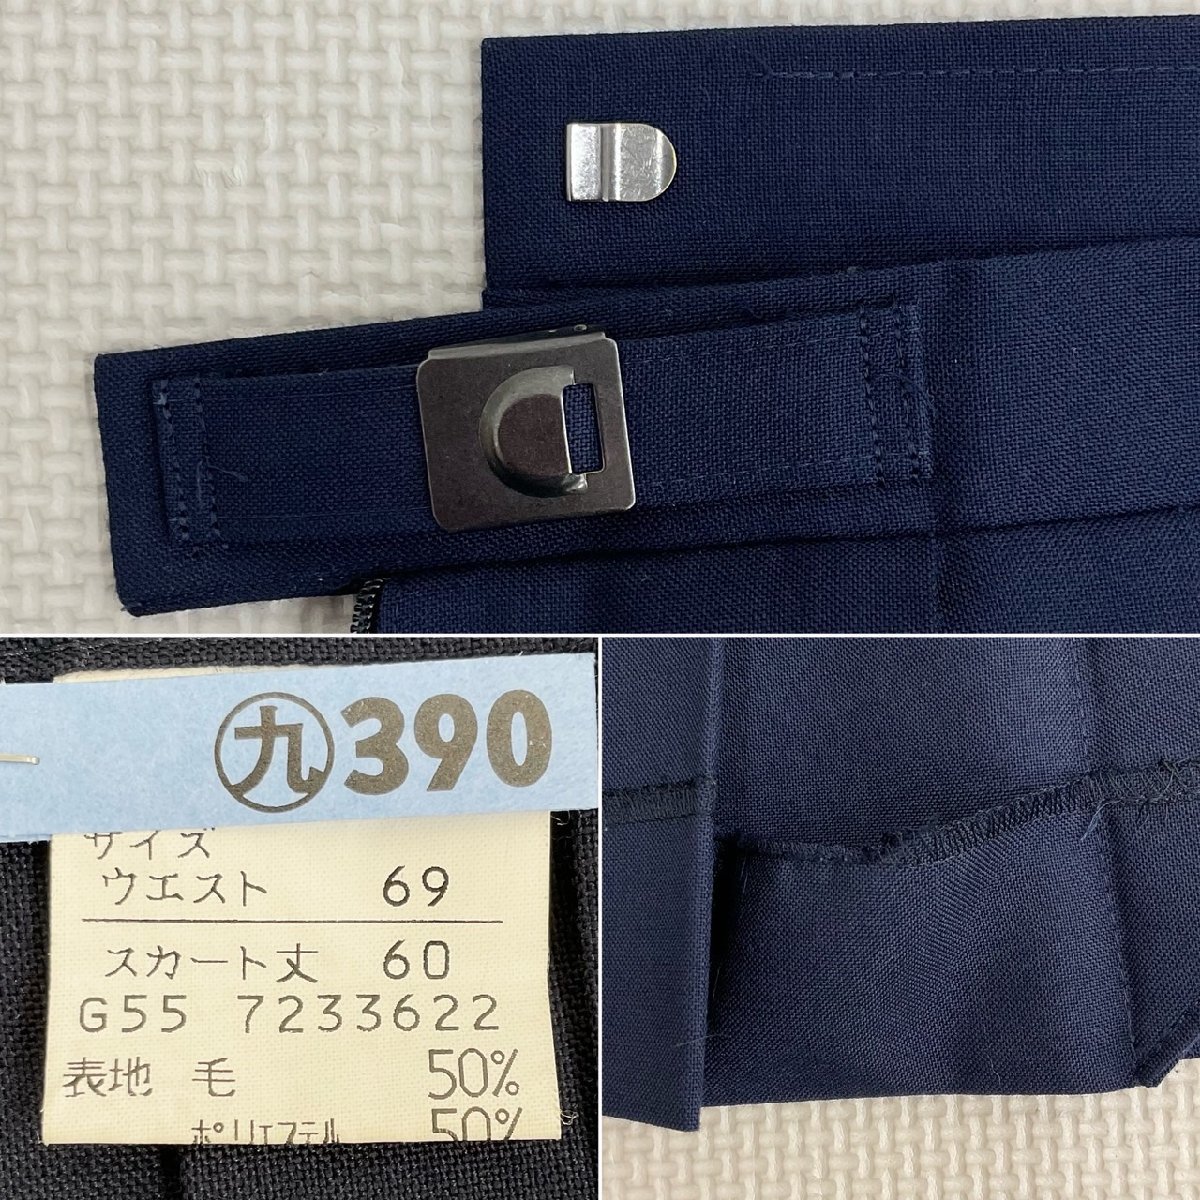 ㊈390
サイズ
ウエスト 69
スカート丈 60
G55 7233622
表地 毛 50%
ポリエステル 50%